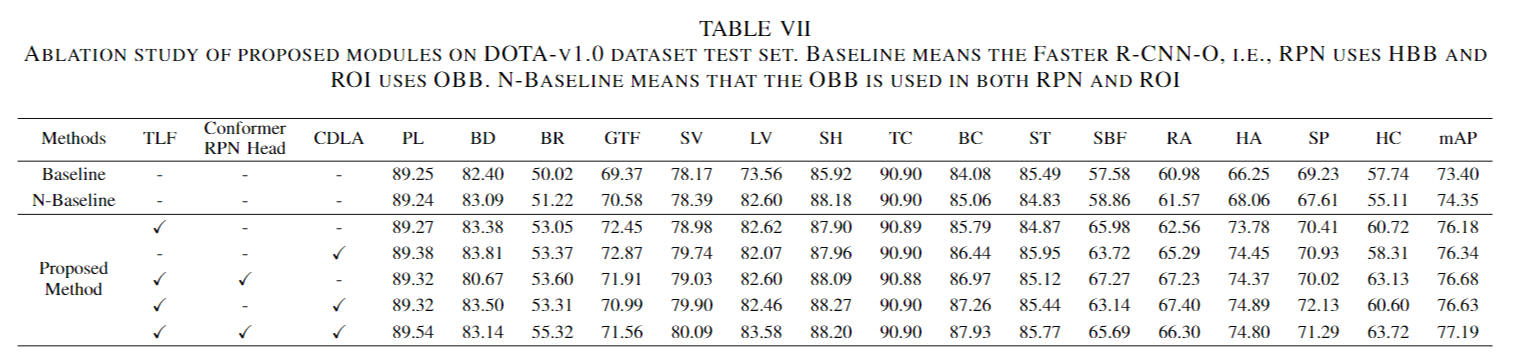 TABLE VII
ABLATION STUDY OF PROPOSED MODULES ON DOTA-V1.0 DATASET TEST SET. BASELINE MEANS THE FASTER R-CNN-O, I.E., RPN USES HBB AND
ROI USES OBB. N-BASELINE MEANS THAT THE OBB IS USED IN BOTH RPN AND ROI
Methods TLF Conformer RPN Head CDLA PL BD BR GTF SV LV SH TC BC ST SBF RA HA SP HC mAP
Baseline - - - 89.25 82.40 50.02 69.37 78.17 73.56 85.92 90.90 84.08 85.49 57.58 60.98 66.25 69.23 57.74 73.40
N-Baseline - - - 89.24 83.09 51.22 70.58 78.39 82.60 88.18 90.90 85.06 84.83 58.86 61.57 68.06 67.61 55.11 74.35
Proposed Method
✓ - - 89.27 83.38 53.05 72.45 78.98 82.62 87.90 90.89 85.79 84.87 65.98 62.56 73.78 70.41 60.72 76.18
- - ✓ 89.38 83.81 53.37 72.87 79.74 82.07 87.96 90.90 86.44 85.95 63.72 65.29 74.45 70.93 58.31 76.34
✓ ✓ - 89.32 80.67 53.60 71.91 79.03 82.60 88.09 90.88 86.97 85.12 67.27 67.23 74.37 70.02 63.13 76.68
✓ - ✓ 89.32 83.50 53.31 70.99 79.90 82.46 88.27 90.90 87.26 85.44 63.14 67.40 74.89 72.13 60.60 76.63
✓ ✓ ✓ 89.54 83.14 55.32 71.56 80.09 83.58 88.20 90.90 87.93 85.77 65.69 66.30 74.80 71.29 63.72 77.19